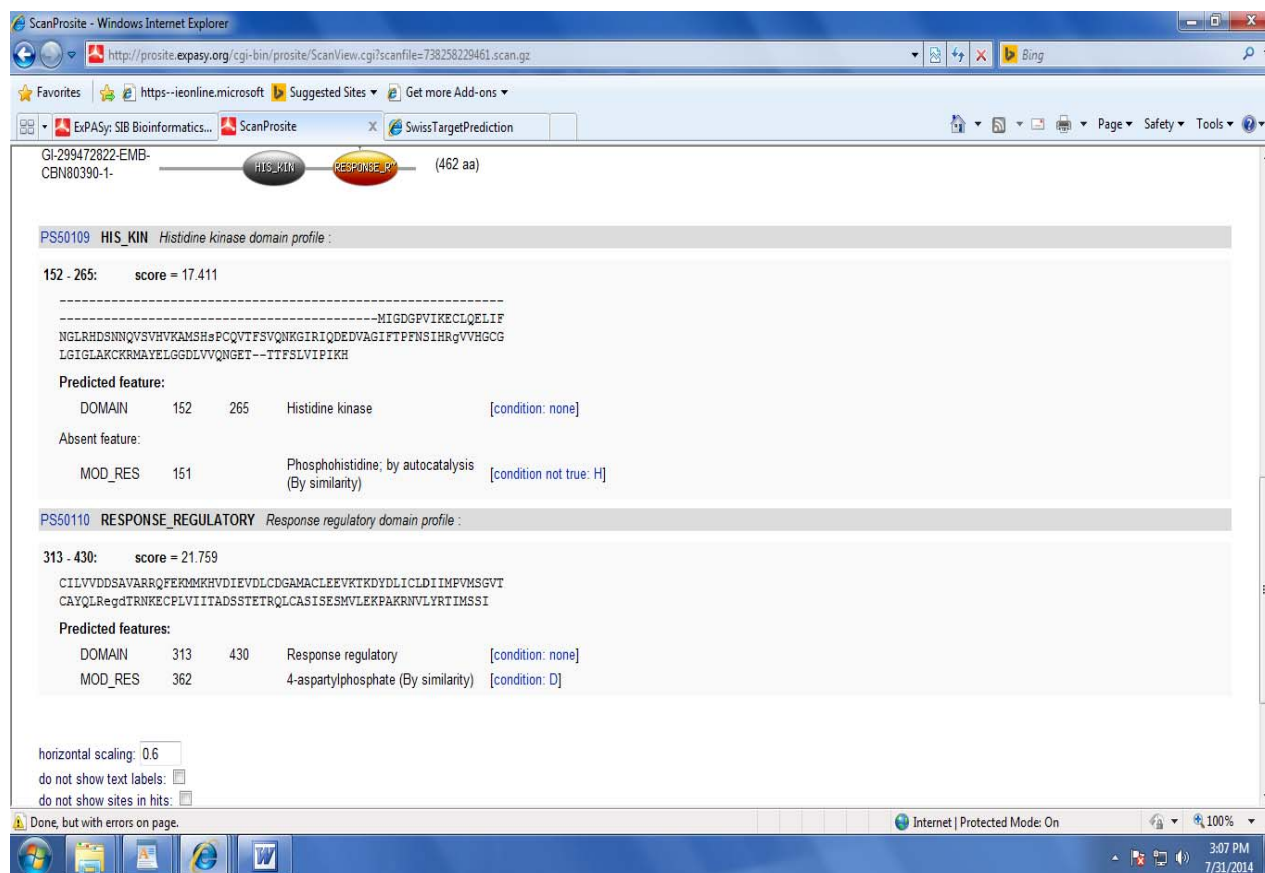 ScanProsite - Windows Internet Explorer
http://prosite.expasy.org/cgi-bin/prosite/ScanView.cgi?scanfile=738258229461.scan.gz
Bing
Favorites https--ieonline.microsoft Suggested Sites Get more Add-ons
ExPASy: SIB Bioinformatics... ScanProsite x SwissTargetPrediction Page Safety Tools
GI-299472822-EMB-
CBN80390-1-
HIS_KIN RESPONSE_R (462 aa)
PS50109 HIS_KIN Histidine kinase domain profile :
152 - 265: score = 17.411
------------------------------------------------------------
-------------------------------------------MIGDGPVIKECLQELIF
NGLRHDSNNQVSVHVKAMSHsPCQVTFSVQNKGIRIQDEDVAGIFTPFNSIHRgVVHGCG
LGIGLAKCKRMAYELGGDLVVQNGET--TTFSLVIPIKH
Predicted feature:
DOMAIN 152 265 Histidine kinase [condition: none]
Absent feature:
MOD_RES 151 Phosphohistidine; by autocatalysis (By similarity) [condition not true: H]
PS50110 RESPONSE_REGULATORY Response regulatory domain profile :
313 - 430: score = 21.759
CILVVDDSAVARRQFEKMMKHVDIEVDLCDGAMACLEEVKTKDYDLICLDIIMPVMSGVT
CAYQLRegdTRNKECPLVIITADSSTETRQLCASISESMVLEKPAKRNVLYRTIMSSI
Predicted features:
DOMAIN 313 430 Response regulatory [condition: none]
MOD_RES 362 4-aspartylphosphate (By similarity) [condition: D]
horizontal scaling: 0.6
do not show text labels:
do not show sites in hits:
Done, but with errors on page. Internet | Protected Mode: On 100%
3:07 PM
7/31/2014